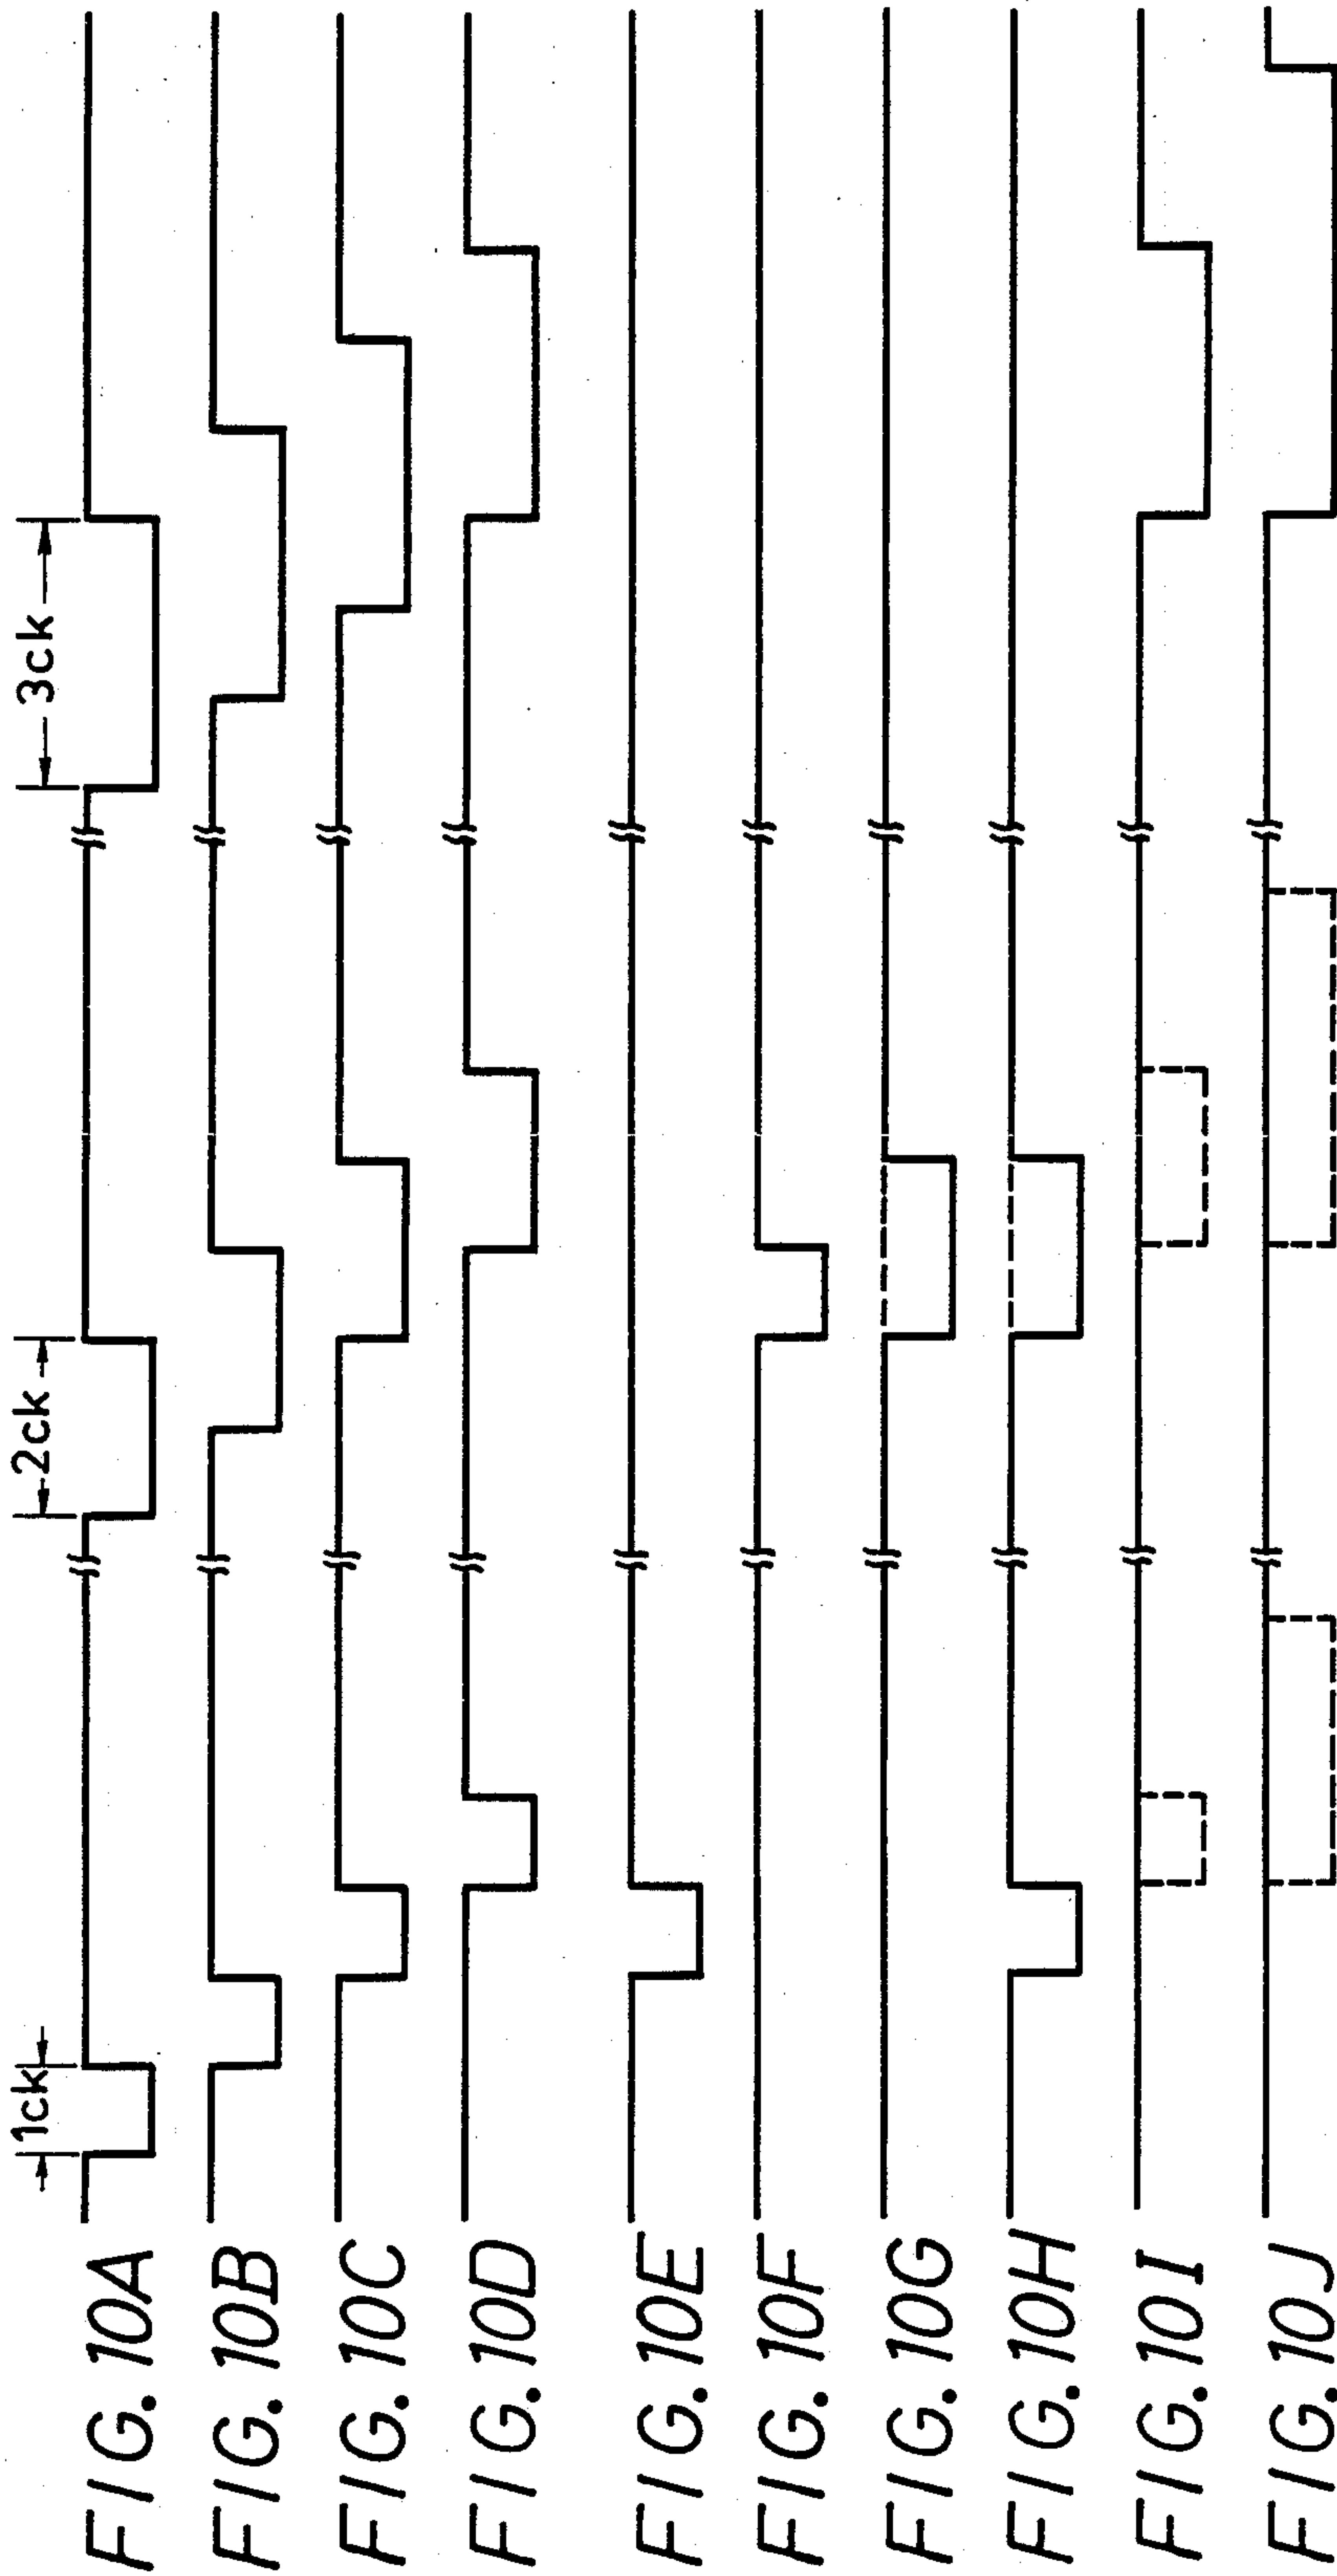 1ck
2ck
3ck
FIG. 10A
FIG. 10B
FIG. 10C
FIG. 10D
FIG. 10E
FIG. 10F
FIG. 10G
FIG. 10H
FIG. 10I
FIG. 10J